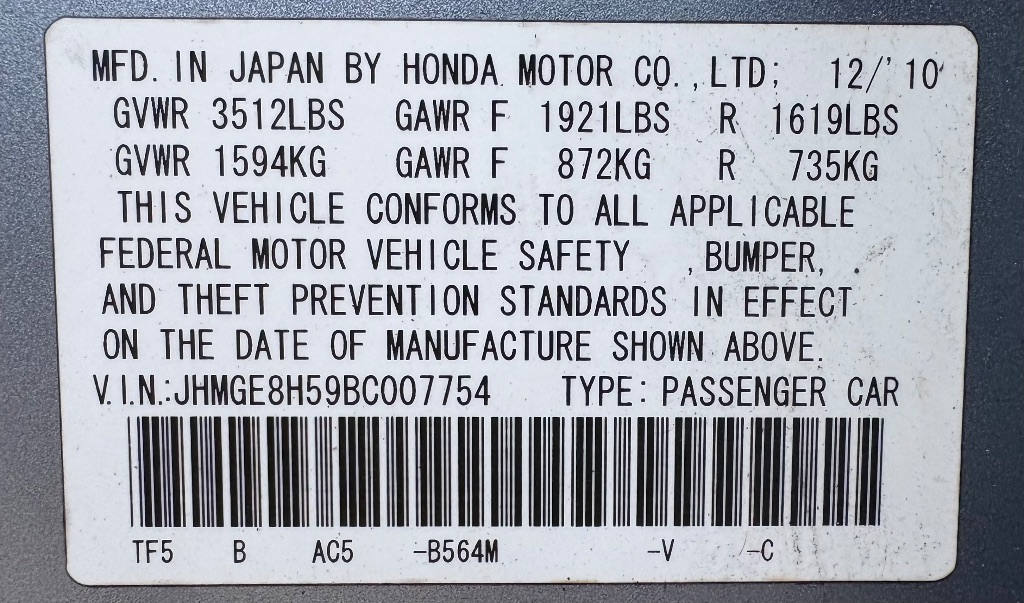 MFD. IN JAPAN BY HONDA MOTOR CO.,LTD; 12/'10
GVWR 3512LBS GAWR F 1921LBS R 1619LBS
GVWR 1594KG GAWR F 872KG R 735KG
THIS VEHICLE CONFORMS TO ALL APPLICABLE
FEDERAL MOTOR VEHICLE SAFETY ,BUMPER,
AND THEFT PREVENTION STANDARDS IN EFFECT
ON THE DATE OF MANUFACTURE SHOWN ABOVE.
V.I.N.:JHMGE8H59BC007754 TYPE: PASSENGER CAR
TF5 B AC5 -B564M -V -C